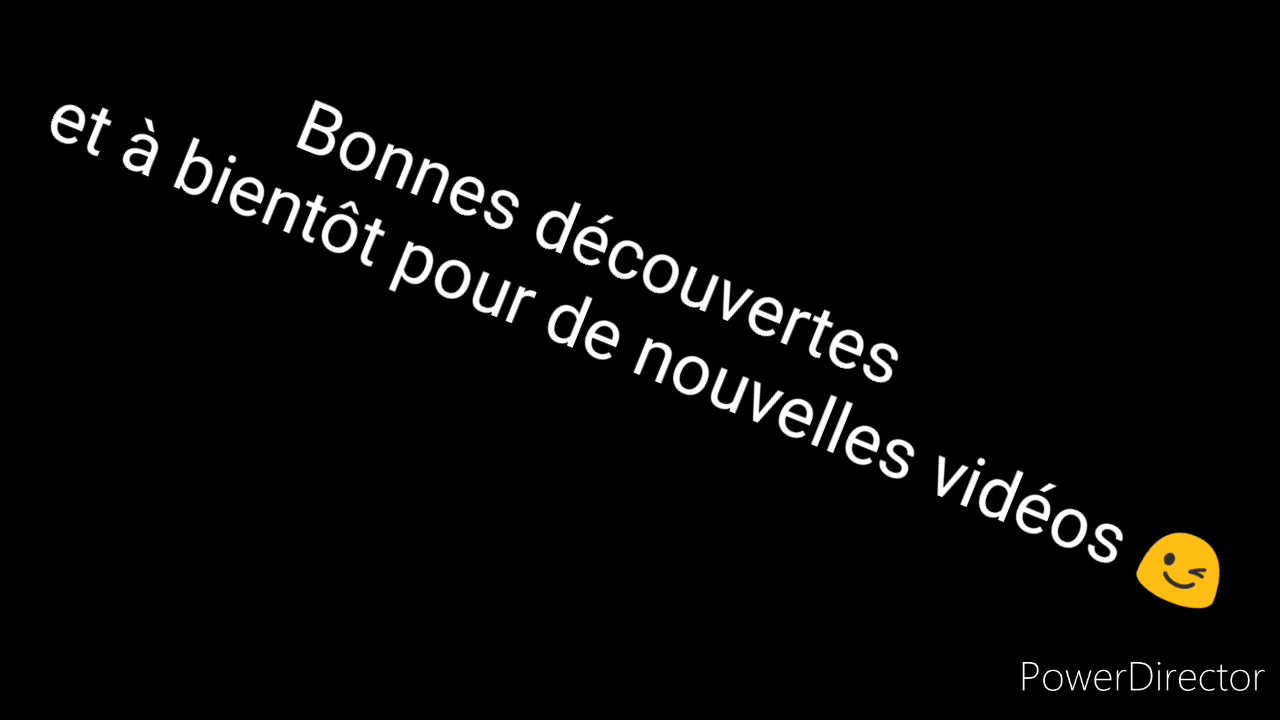 Bonnes découvertes
et à bientôt pour de nouvelles vidéos 😉
PowerDirector